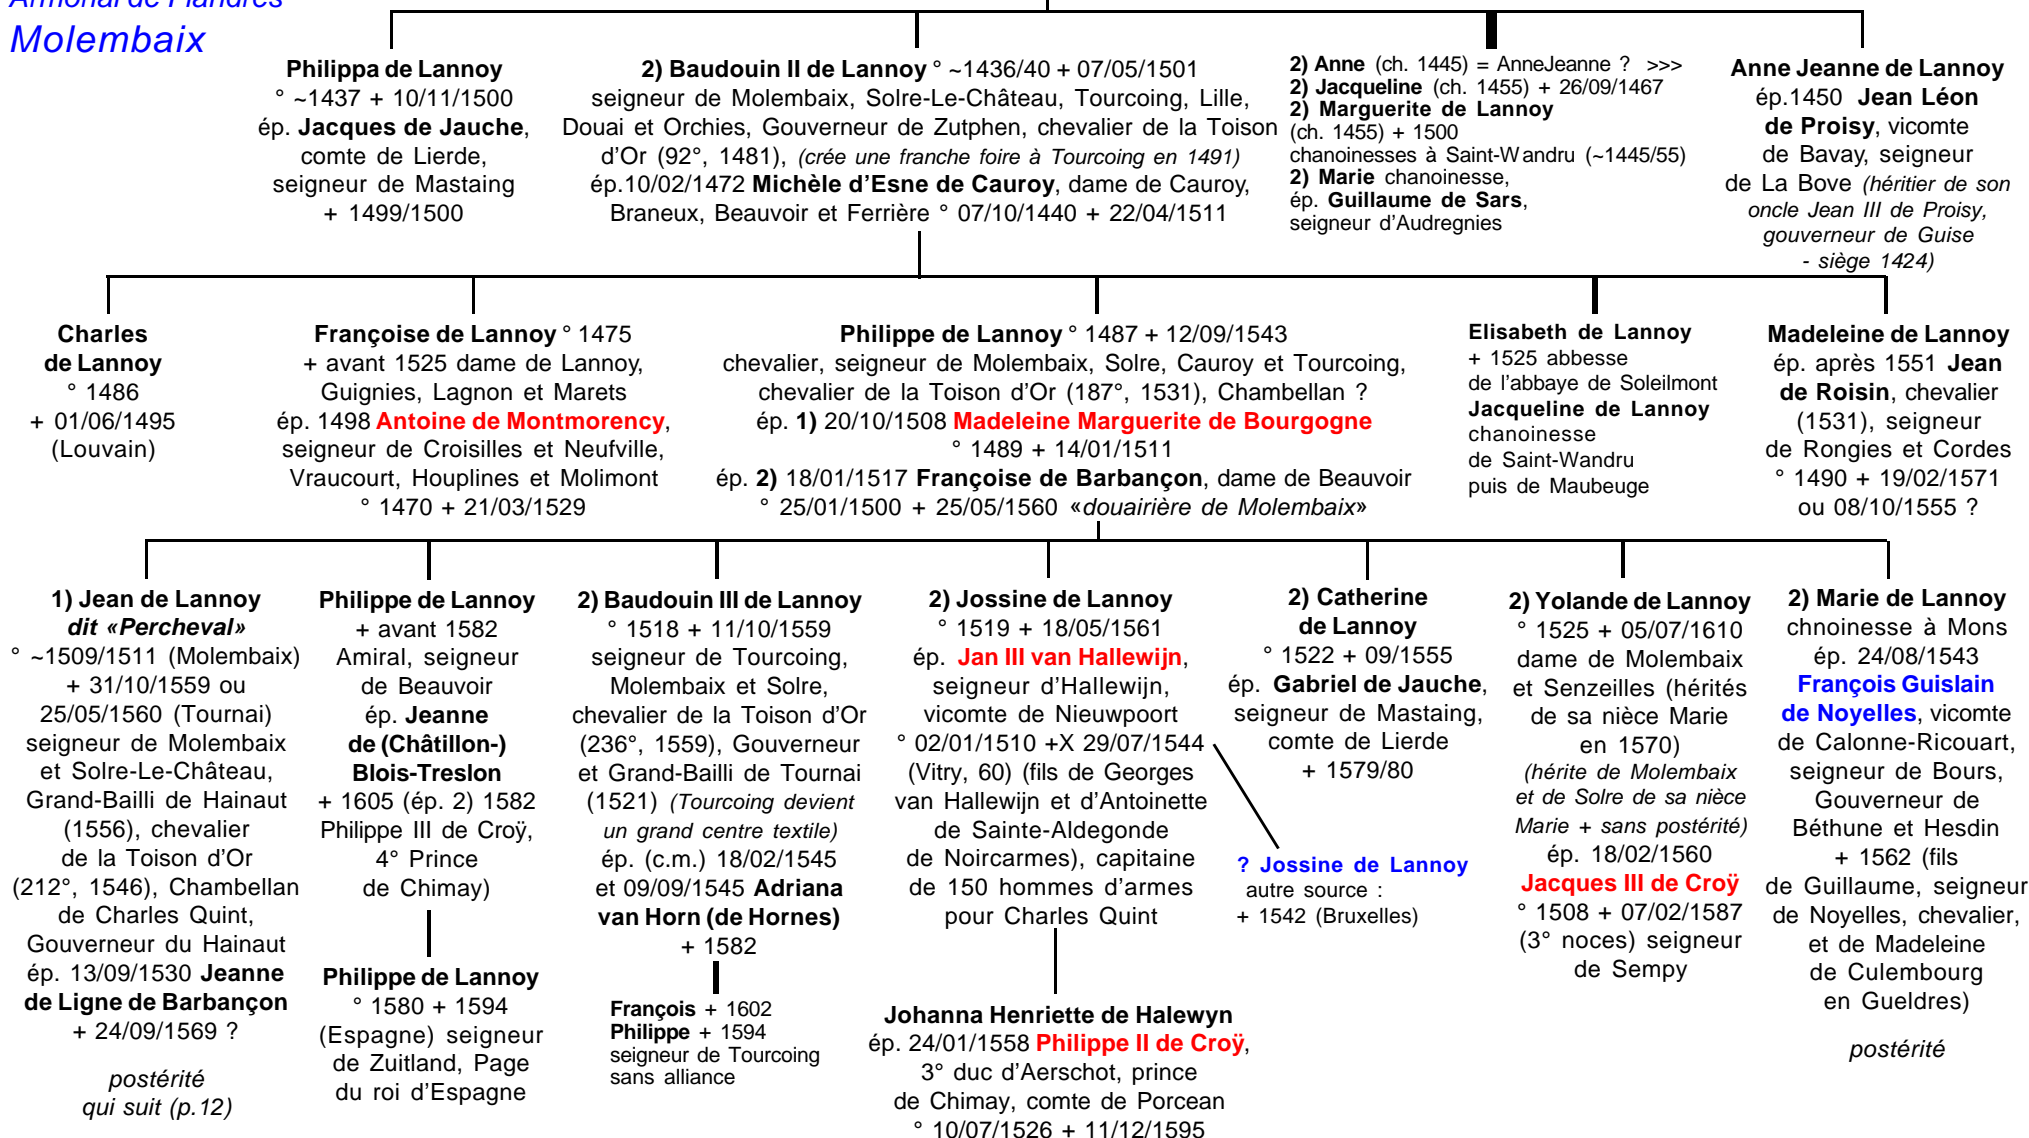 Armorial de Flandres
Molembaix
Philippa de Lannoy
° ~1437 + 10/11/1500
ép. Jacques de Jauche,
comte de Lierde,
seigneur de Mastaing
+ 1499/1500
2) Baudouin II de Lannoy ° ~1436/40 + 07/05/1501
seigneur de Molembaix, Solre-Le-Château, Tourcoing, Lille,
Douai et Orchies, Gouverneur de Zutphen, chevalier de la Toison
d'Or (92°, 1481), (crée une franche foire à Tourcoing en 1491)
ép.10/02/1472 Michèle d'Esne de Cauroy, dame de Cauroy,
Braneux, Beauvoir et Ferrière ° 07/10/1440 + 22/04/1511
2) Anne (ch. 1445) = AnneJeanne ? >>>
2) Jacqueline (ch. 1455) + 26/09/1467
2) Marguerite de Lannoy
(ch. 1455) + 1500
chanoinesses à Saint-Wandru (~1445/55)
2) Marie chanoinesse,
ép. Guillaume de Sars,
seigneur d'Audregnies
Anne Jeanne de Lannoy
ép.1450 Jean Léon
de Proisy, vicomte
de Bavay, seigneur
de La Bove (héritier de son
oncle Jean III de Proisy,
gouverneur de Guise
- siège 1424)
Charles
de Lannoy
° 1486
+ 01/06/1495
(Louvain)
Françoise de Lannoy ° 1475
+ avant 1525 dame de Lannoy,
Guignies, Lagnon et Marets
ép. 1498 Antoine de Montmorency,
seigneur de Croisilles et Neufville,
Vraucourt, Houplines et Molimont
° 1470 + 21/03/1529
Philippe de Lannoy ° 1487 + 12/09/1543
chevalier, seigneur de Molembaix, Solre, Cauroy et Tourcoing,
chevalier de la Toison d'Or (187°, 1531), Chambellan ?
ép. 1) 20/10/1508 Madeleine Marguerite de Bourgogne
° 1489 + 14/01/1511
ép. 2) 18/01/1517 Françoise de Barbançon, dame de Beauvoir
° 25/01/1500 + 25/05/1560 «douairière de Molembaix»
Elisabeth de Lannoy
+ 1525 abbesse
de l'abbaye de Soleilmont
Jacqueline de Lannoy
chanoinesse
de Saint-Wandru
puis de Maubeuge
Madeleine de Lannoy
ép. après 1551 Jean
de Roisin, chevalier
(1531), seigneur
de Rongies et Cordes
° 1490 + 19/02/1571
ou 08/10/1555 ?
1) Jean de Lannoy
dit «Percheval»
° ~1509/1511 (Molembaix)
+ 31/10/1559 ou
25/05/1560 (Tournai)
seigneur de Molembaix
et Solre-Le-Château,
Grand-Bailli de Hainaut
(1556), chevalier
de la Toison d'Or
(212°, 1546), Chambellan
de Charles Quint,
Gouverneur du Hainaut
ép. 13/09/1530 Jeanne
de Ligne de Barbançon
+ 24/09/1569 ?
postérité
qui suit (p.12)
Philippe de Lannoy
+ avant 1582
Amiral, seigneur
de Beauvoir
ép. Jeanne
de (Châtillon-)
Blois-Treslon
+ 1605 (ép. 2) 1582
Philippe III de Croÿ,
4° Prince
de Chimay)
Philippe de Lannoy
° 1580 + 1594
(Espagne) seigneur
de Zuitland, Page
du roi d'Espagne
2) Baudouin III de Lannoy
° 1518 + 11/10/1559
seigneur de Tourcoing,
Molembaix et Solre,
chevalier de la Toison d'Or
(236°, 1559), Gouverneur
et Grand-Bailli de Tournai
(1521) (Tourcoing devient
un grand centre textile)
ép. (c.m.) 18/02/1545
et 09/09/1545 Adriana
van Horn (de Hornes)
+ 1582
François + 1602
Philippe + 1594
seigneur de Tourcoing
sans alliance
2) Jossine de Lannoy
° 1519 + 18/05/1561
ép. Jan III van Hallewijn,
seigneur d'Hallewijn,
vicomte de Nieuwpoort
° 02/01/1510 +X 29/07/1544
(Vitry, 60) (fils de Georges
van Hallewijn et d'Antoinette
de Sainte-Aldegonde
de Noircarmes), capitaine
de 150 hommes d'armes
pour Charles Quint
Johanna Henriette de Halewyn
ép. 24/01/1558 Philippe II de Croÿ,
3° duc d'Aerschot, prince
de Chimay, comte de Porcean
° 10/07/1526 + 11/12/1595
2) Catherine
de Lannoy
° 1522 + 09/1555
ép. Gabriel de Jauche,
seigneur de Mastaing,
comte de Lierde
+ 1579/80
? Jossine de Lannoy
autre source :
+ 1542 (Bruxelles)
2) Yolande de Lannoy
° 1525 + 05/07/1610
dame de Molembaix
et Senzeilles (hérités
de sa nièce Marie
en 1570)
(hérite de Molembaix
et de Solre de sa nièce
Marie + sans postérité)
ép. 18/02/1560
Jacques III de Croÿ
° 1508 + 07/02/1587
(3° noces) seigneur
de Sempy
2) Marie de Lannoy
chnoinesse à Mons
ép. 24/08/1543
François Guislain
de Noyelles, vicomte
de Calonne-Ricouart,
seigneur de Bours,
Gouverneur de
Béthune et Hesdin
+ 1562 (fils
de Guillaume, seigneur
de Noyelles, chevalier,
et de Madeleine
de Culembourg
en Gueldres)
postérité